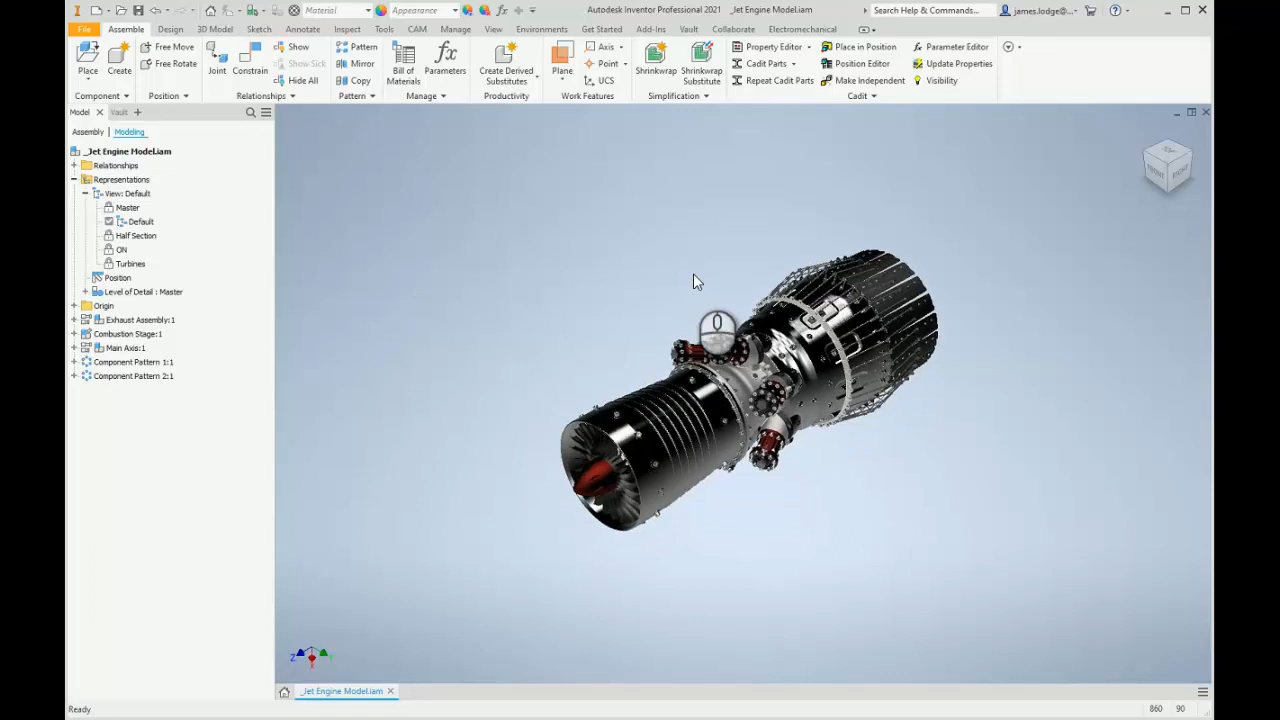 Material Appearance fx Autodesk Inventor Professional 2021 _Jet Engine Model.iam Search Help & Commands... james.lodge@...
File Assemble Design 3D Model Sketch Annotate Inspect Tools CAM Manage View Environments Get Started Add-Ins Vault Collaborate Electromechanical
Place Create Free Move Free Rotate Joint Constrain Show Show Sick Hide All Pattern Mirror Copy Bill of Materials fx Parameters Create Derived Substitutes Plane Axis Point UCS Shrinkwrap Shrinkwrap Substitute Property Editor Cadit Parts Repeat Cadit Parts Place in Position Position Editor Make Independent Parameter Editor Update Properties Visibility
Component Position Relationships Pattern Manage Productivity Work Features Simplification Cadit
Model Vault
Assembly Modeling
_Jet Engine Model.iam
Relationships
Representations
View: Default
Master
Default
Half Section
ON
Turbines
Position
Level of Detail : Master
Origin
Exhaust Assembly:1
Combustion Stage:1
Main Axis:1
Component Pattern 1:1
Component Pattern 2:1
FRONT RIGHT
Z
_Jet Engine Model.iam
Ready 860 90